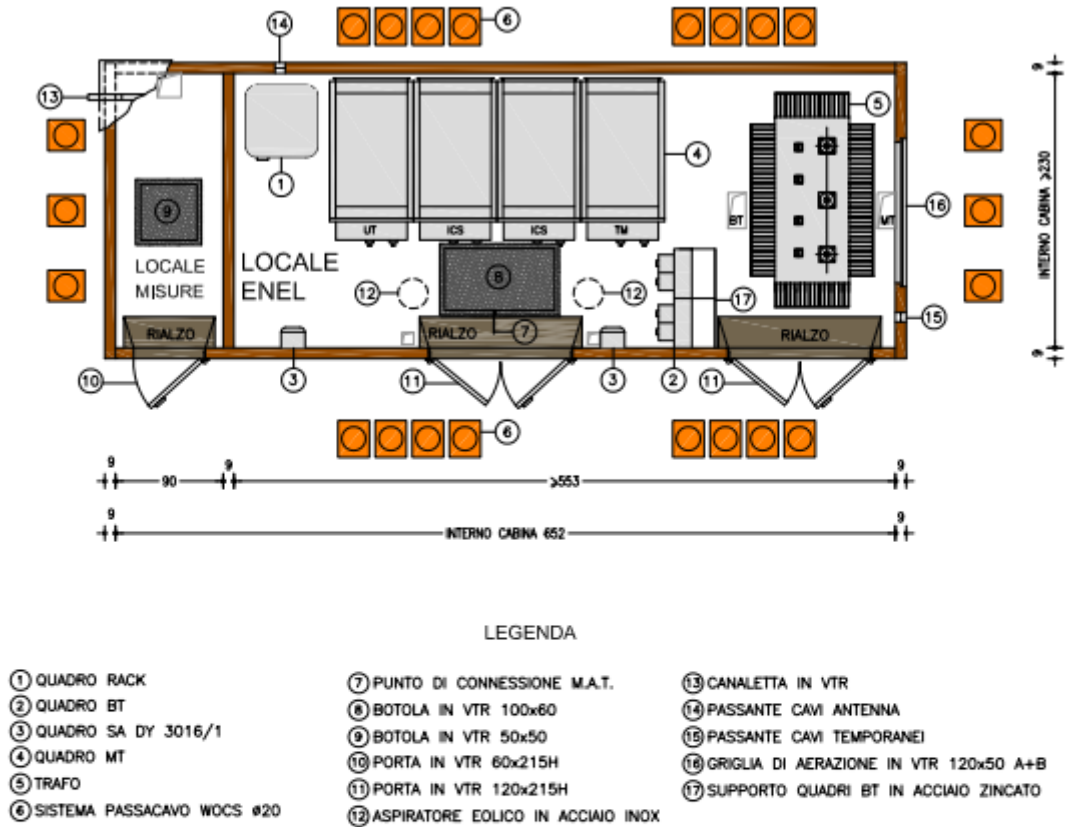 14
6
13
5
1
4
9
BT
MT
16
UT
ICS
ICS
TM
8
LOCALE
MISURE
LOCALE
ENEL
12
12
17
15
RIALZO
RIALZO
7
RIALZO
10
3
11
3
2
11
6
9
INTERNO CABINA ⩾230
9
9
90
9
⩾553
9
9
INTERNO CABINA 652
9
LEGENDA
1 QUADRO RACK
2 QUADRO BT
3 QUADRO SA DY 3016/1
4 QUADRO MT
5 TRAFO
6 SISTEMA PASSACAVO WOCS ø20
7 PUNTO DI CONNESSIONE M.A.T.
8 BOTOLA IN VTR 100x60
9 BOTOLA IN VTR 50x50
10 PORTA IN VTR 60x215H
11 PORTA IN VTR 120x215H
12 ASPIRATORE EOLICO IN ACCIAIO INOX
13 CANALETTA IN VTR
14 PASSANTE CAVI ANTENNA
15 PASSANTE CAVI TEMPORANEI
16 GRIGLIA DI AERAZIONE IN VTR 120x50 A+B
17 SUPPORTO QUADRI BT IN ACCIAIO ZINCATO